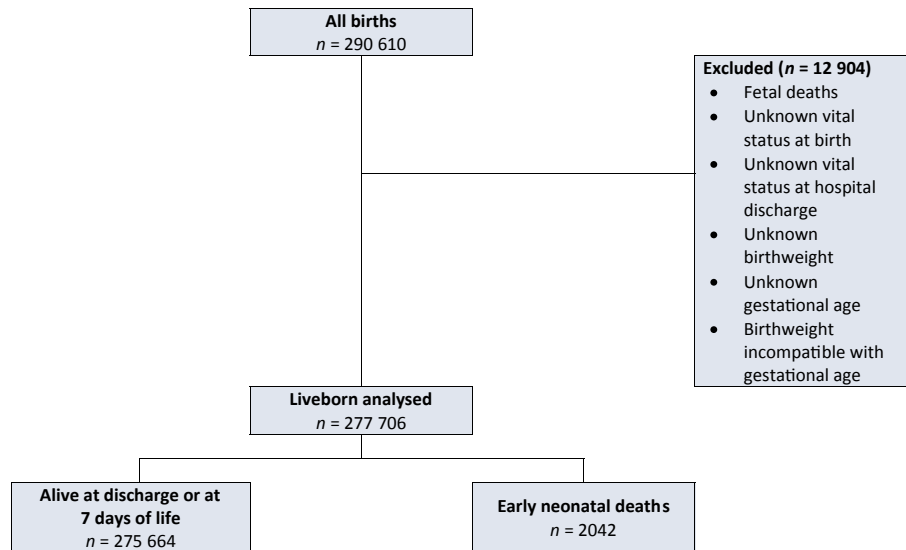 All births
n = 290 610
Excluded (n = 12 904)
• Fetal deaths
• Unknown vital
status at birth
• Unknown vital
status at hospital
discharge
• Unknown
birthweight
• Unknown
gestational age
• Birthweight
incompatible with
gestational age
Liveborn analysed
n = 277 706
Alive at discharge or at
7 days of life
n = 275 664
Early neonatal deaths
n = 2042